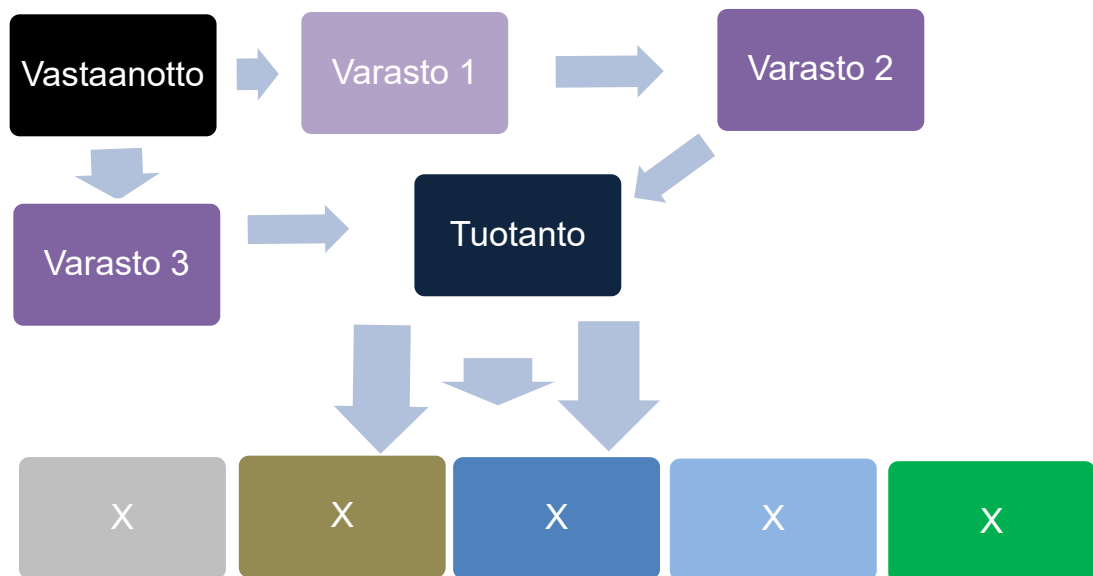 Vastaanotto
Varasto 1
Varasto 2
Varasto 3
Tuotanto
X
X
X
X
X